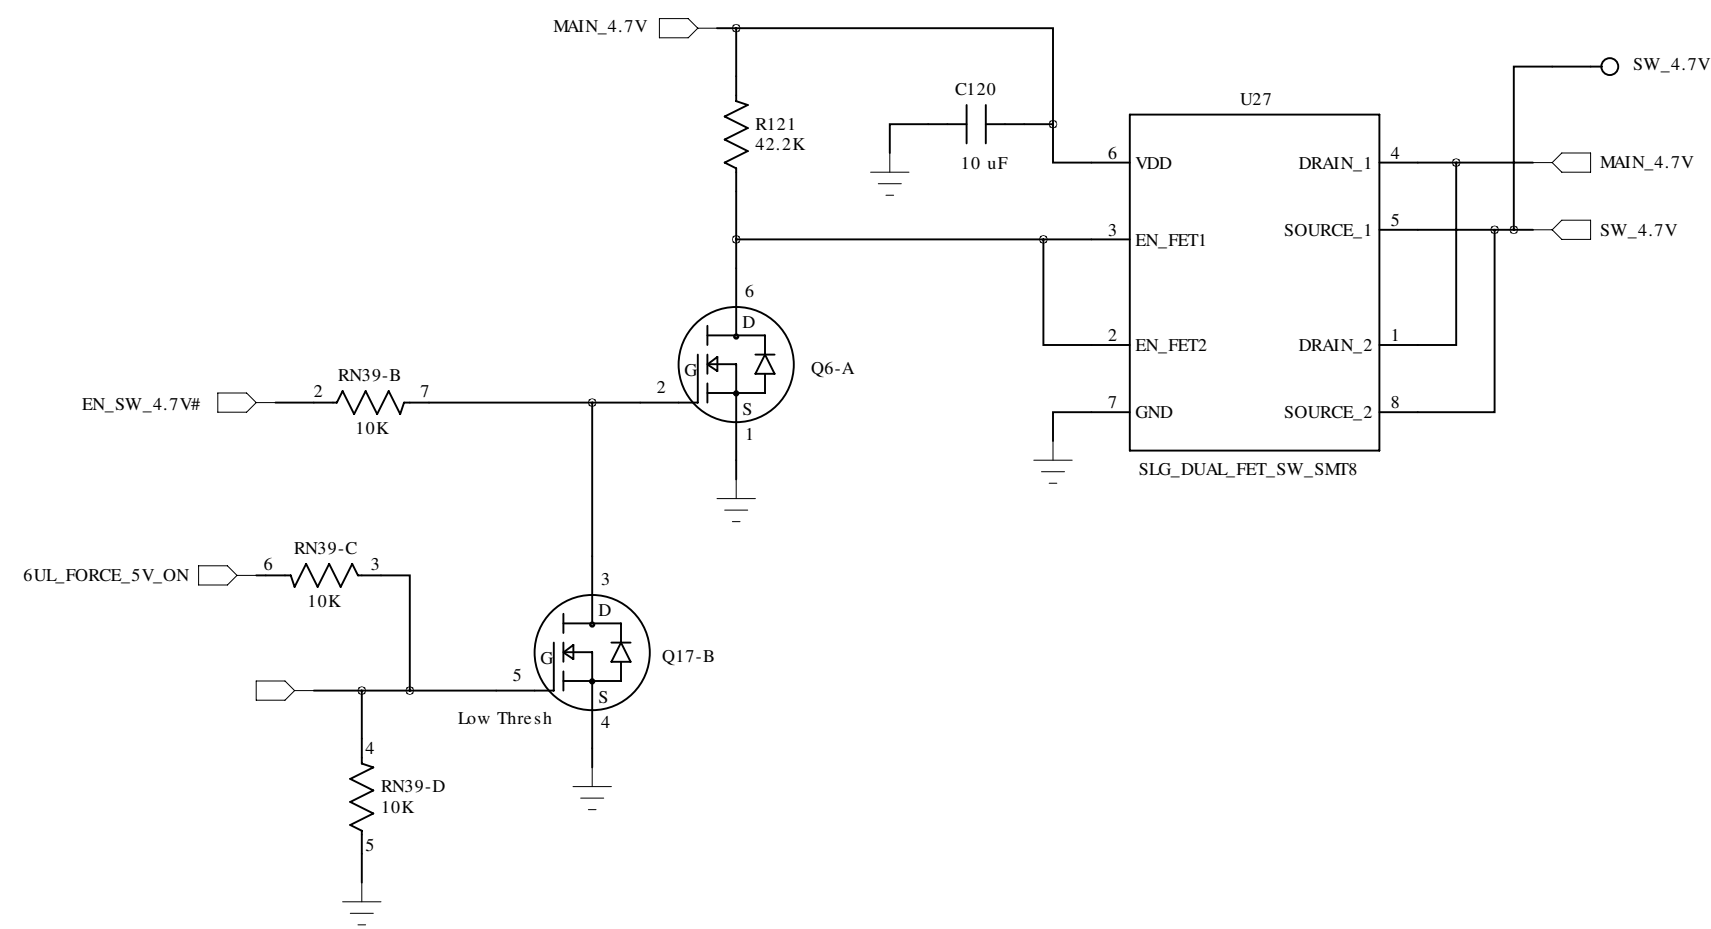 MAIN_4.7V
SW_4.7V
C120
U27
R121
42.2K
10 uF
6
VDD
DRAIN_1
4
MAIN_4.7V
3
EN_FET1
SOURCE_1
5
SW_4.7V
6
D
G
S
2
1
Q6-A
2
EN_FET2
DRAIN_2
1
7
GND
SOURCE_2
8
SLG_DUAL_FET_SW_SMT8
EN_SW_4.7V#
2
RN39-B
7
10K
6UL_FORCE_5V_ON
6
RN39-C
3
10K
3
D
G
S
5
4
Q17-B
Low Thresh
4
RN39-D
10K
5